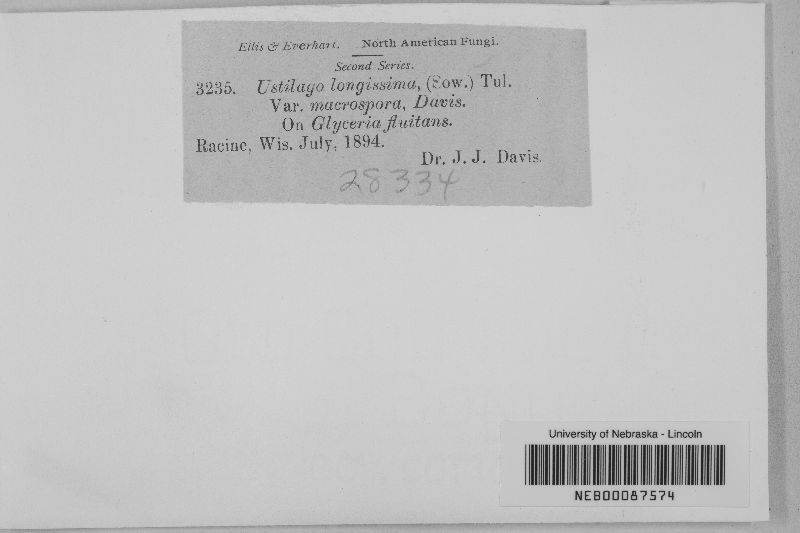 Ellis & Everhart. North American Fungi.
Second Series.
3235. Ustilago longissima, (Sow.) Tul.
Var. macrospora, Davis.
On Glyceria fluitans.
Racine, Wis. July, 1894.
Dr. J. J. Davis.
28334
University of Nebraska - Lincoln
NEB00087574